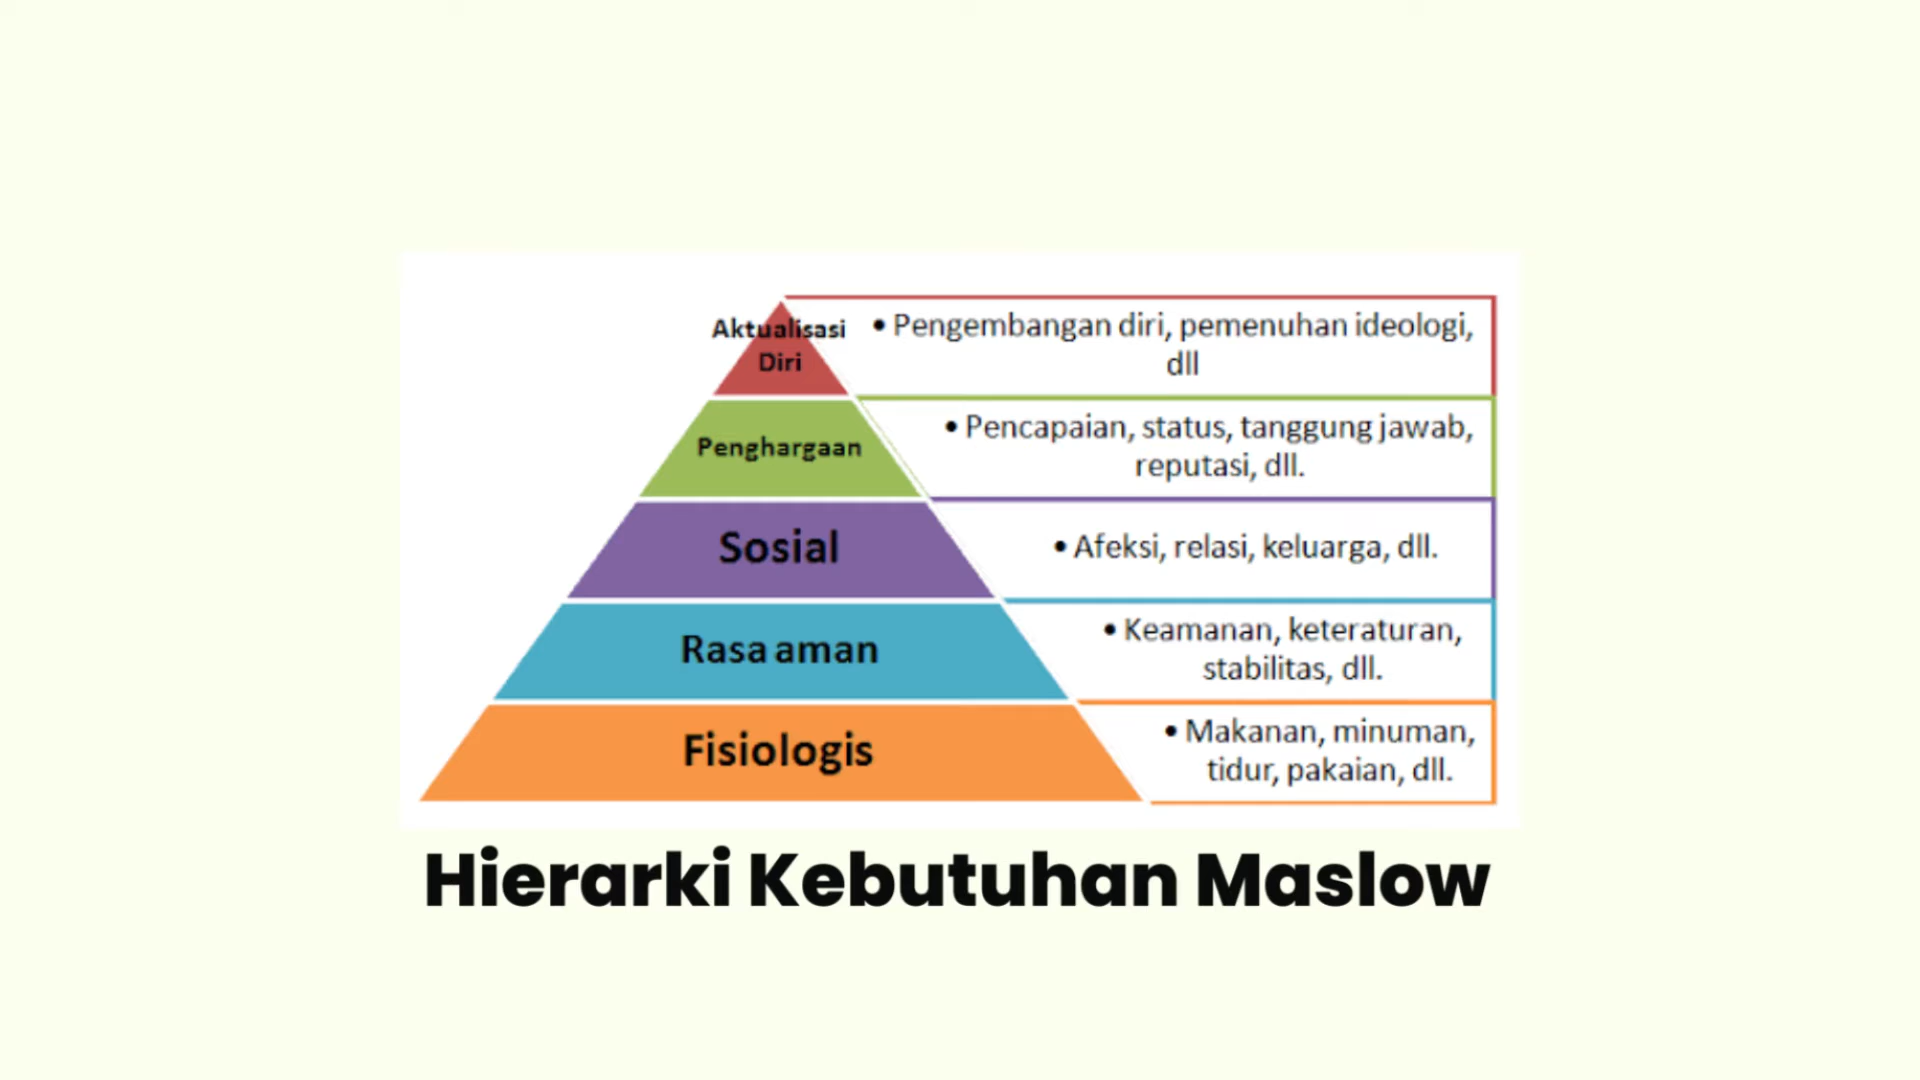 Aktualisasi
Diri
• Pengembangan diri, pemenuhan ideologi,
dll
Penghargaan
• Pencapaian, status, tanggung jawab,
reputasi, dll.
Sosial
• Afeksi, relasi, keluarga, dll.
Rasa aman
• Keamanan, keteraturan,
stabilitas, dll.
Fisiologis
• Makanan, minuman,
tidur, pakaian, dll.
Hierarki Kebutuhan Maslow